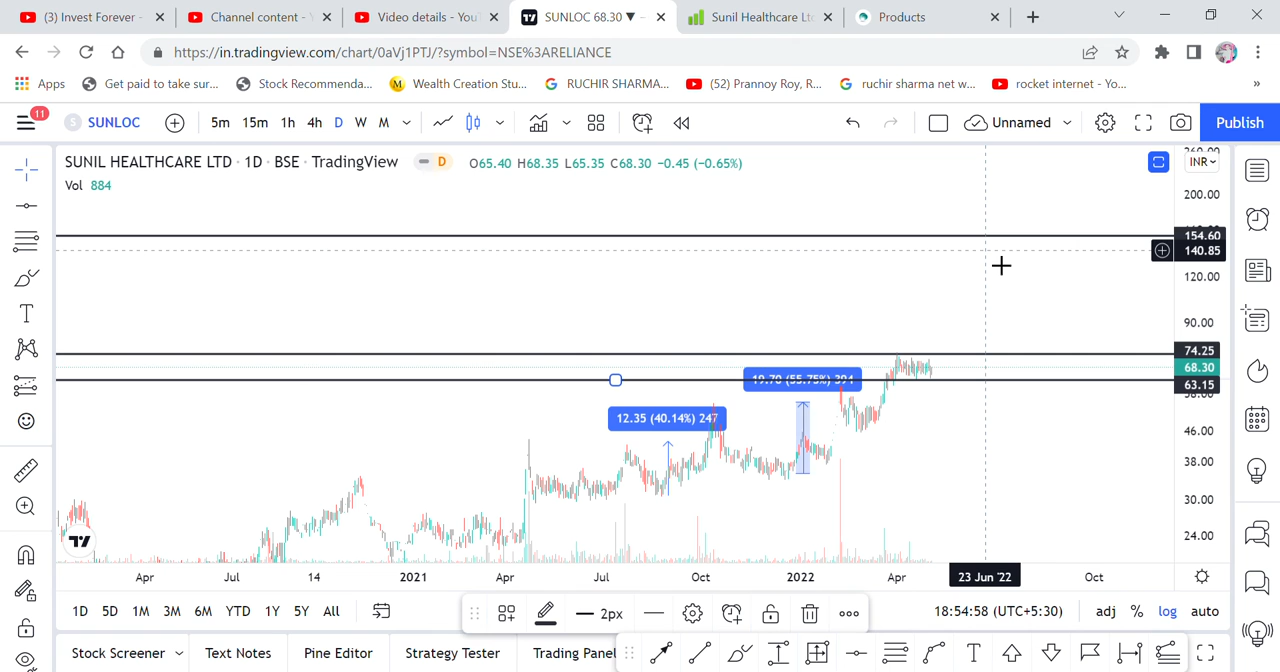 (3) Invest Forever -
Channel content -
Video details - You
SUNLOC 68.30 ▼
Sunil Healthcare Lt
Products
https://in.tradingview.com/chart/0aVj1PTJ/?symbol=NSE%3ARELIANCE
Apps
Get paid to take sur...
Stock Recommenda...
M Wealth Creation Stu...
RUCHIR SHARMA...
(52) Prannoy Roy, R...
ruchir sharma net w...
rocket internet - Yo...
»
11
S SUNLOC
5m 15m 1h 4h D W M
Unnamed
Publish
SUNIL HEALTHCARE LTD · 1D · BSE · TradingView
D
O65.40 H68.35 L65.35 C68.30 −0.45 (−0.65%)
INR
Vol 884
200.00
154.60
140.85
120.00
90.00
74.25
68.30
63.15
46.00
38.00
30.00
24.00
19.70 (55.75%) 394
12.35 (40.14%) 247
Apr Jul 14 2021 Apr Jul Oct 2022 Apr 23 Jun '22 Oct
1D 5D 1M 3M 6M YTD 1Y 5Y All
2px
18:54:58 (UTC+5:30)
adj % log auto
Stock Screener
Text Notes
Pine Editor
Strategy Tester
Trading Panel